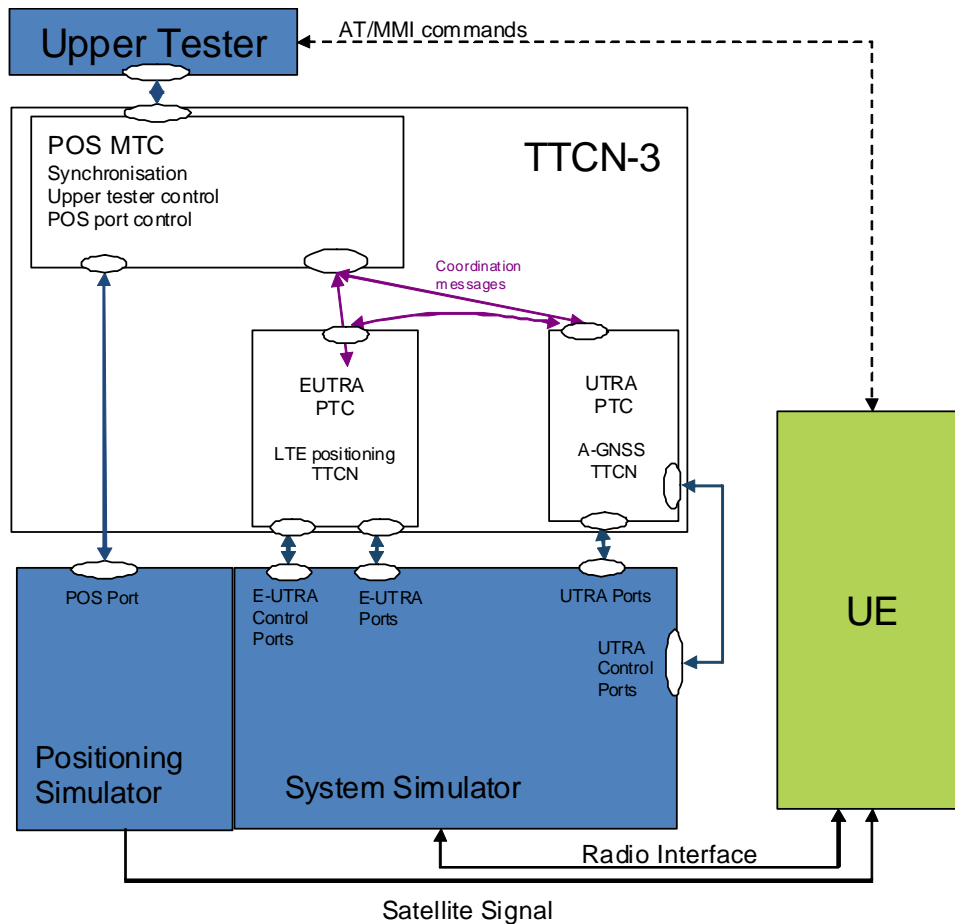 Upper Tester
AT/MMI commands
POS MTC
Synchronisation
Upper tester control
POS port control
TTCN-3
Coordination
messages
EUTRA
PTC
LTE positioning
TTCN
UTRA
PTC
A-GNSS
TTCN
POS Port
E-UTRA
Control
Ports
E-UTRA
Ports
UTRA Ports
UTRA
Control
Ports
UE
Positioning
Simulator
System Simulator
Radio Interface
Satellite Signal